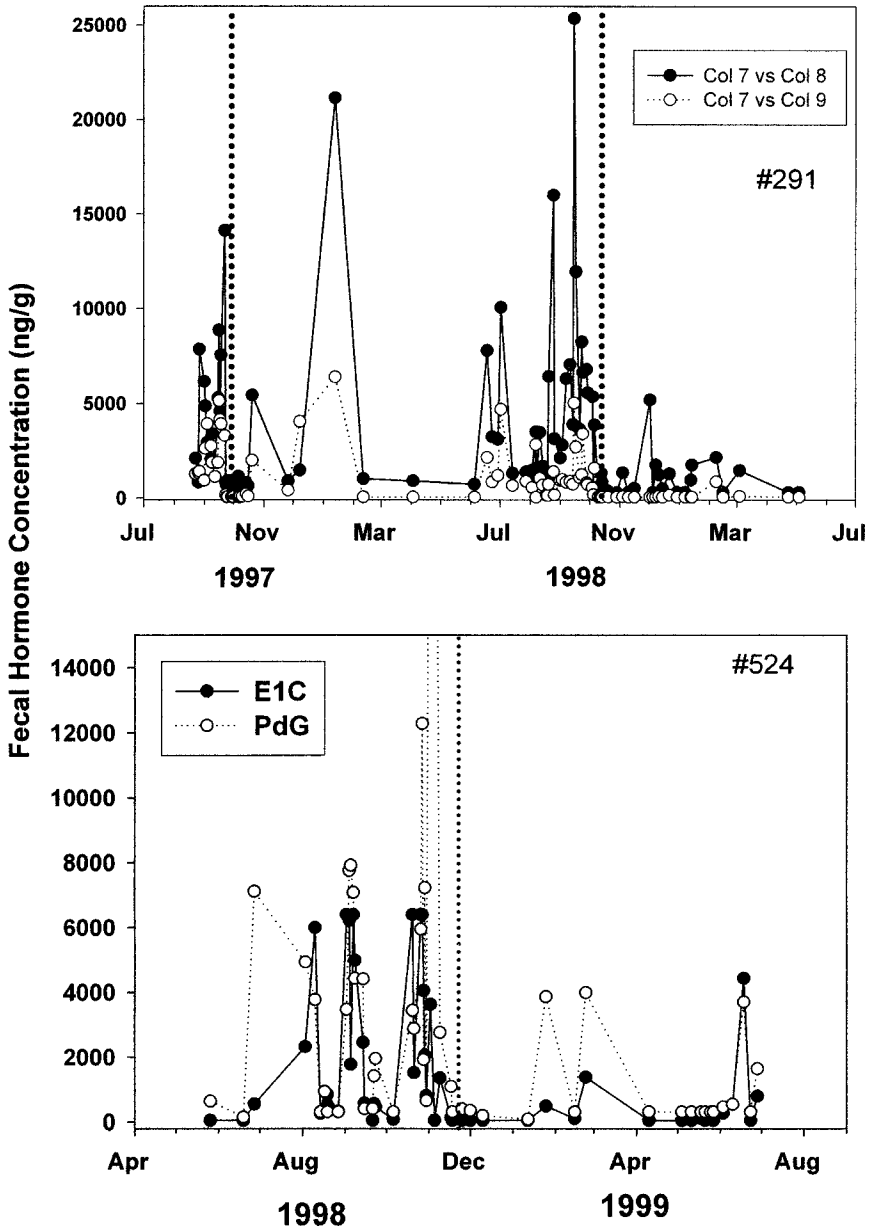 25000
20000
15000
10000
5000
0
Col 7 vs Col 8
Col 7 vs Col 9
#291
Jul Nov Mar Jul Nov Mar Jul
1997 1998
Fecal Hormone Concentration (ng/g)
14000
12000
10000
8000
6000
4000
2000
0
E1C
PdG
#524
Apr Aug Dec Apr Aug
1998 1999